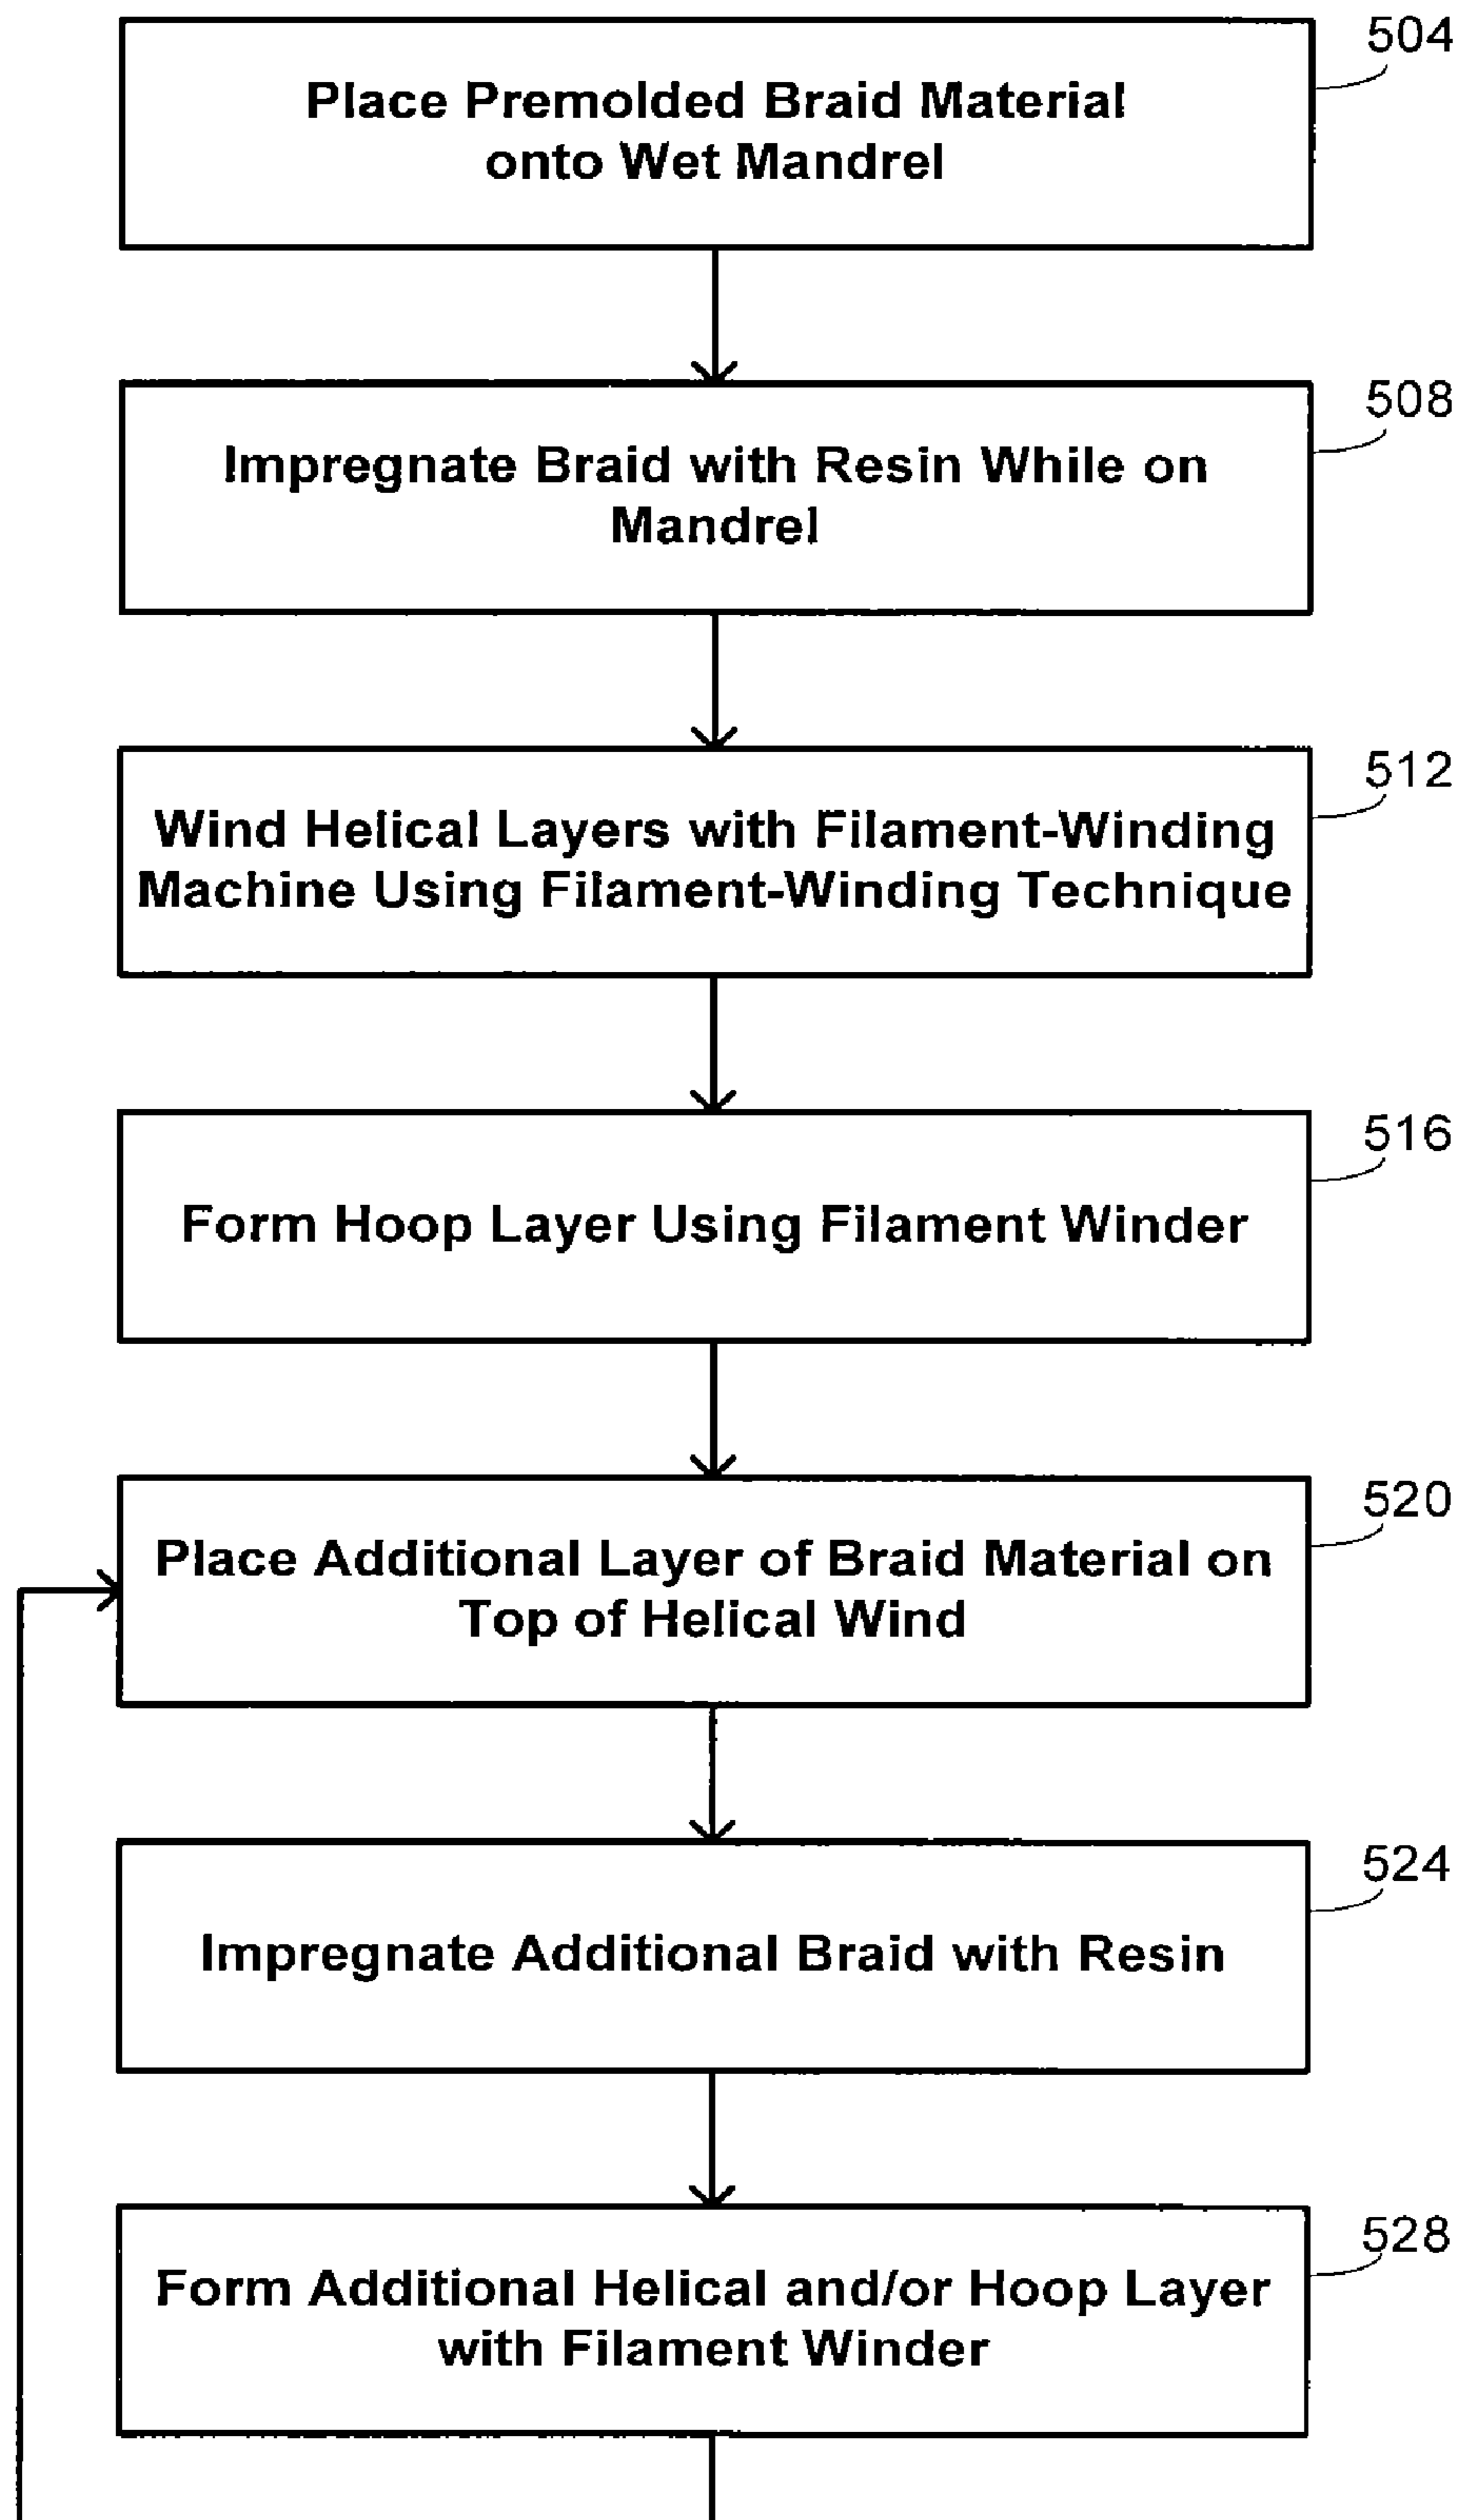 504
Place Premolded Braid Material
onto Wet Mandrel
508
Impregnate Braid with Resin While on
Mandrel
512
Wind Helical Layers with Filament-Winding
Machine Using Filament-Winding Technique
516
Form Hoop Layer Using Filament Winder
520
Place Additional Layer of Braid Material on
Top of Helical Wind
524
Impregnate Additional Braid with Resin
528
Form Additional Helical and/or Hoop Layer
with Filament Winder